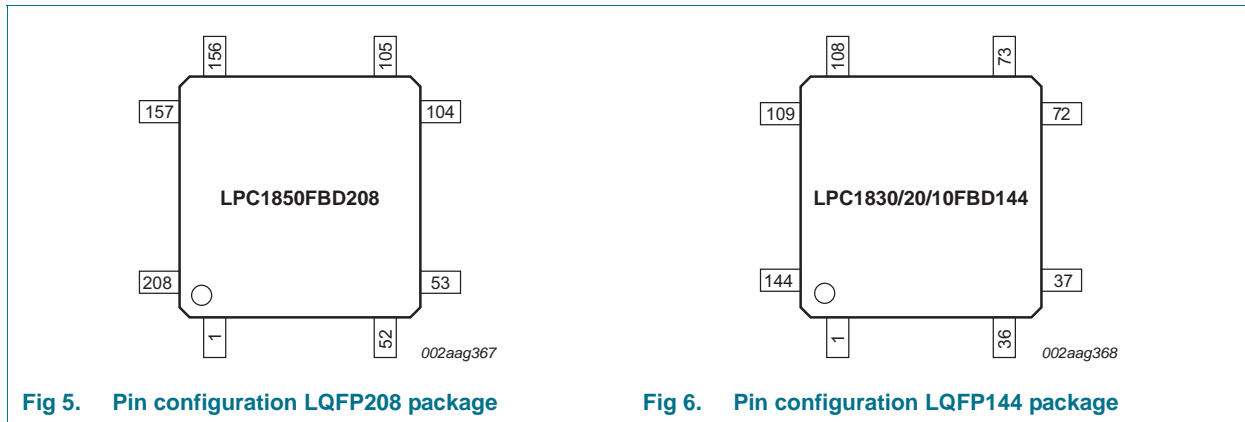 156
105
157
104
LPC1850FBD208
208
53
1
52
002aag367
Fig 5. Pin configuration LQFP208 package
108
73
109
72
LPC1830/20/10FBD144
144
37
1
36
002aag368
Fig 6. Pin configuration LQFP144 package